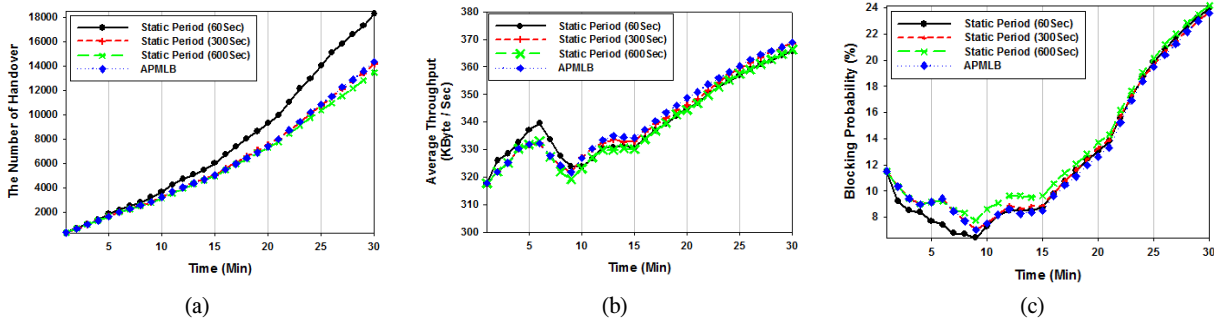 The Number of Handover
18000
16000
14000
12000
10000
8000
6000
4000
2000
Static Period (60Sec)
Static Period (300Sec)
Static Period (600Sec)
APMLB
5 10 15 20 25 30
Time (Min)
(a)
Average Throughput
(KByte / Sec)
380
370
360
350
340
330
320
310
300
Static Period (60Sec)
Static Period (300Sec)
Static Period (600Sec)
APMLB
5 10 15 20 25 30
Time (Min)
(b)
Blocking Probability (%)
24
22
20
18
16
14
12
10
8
Static Period (60Sec)
Static Period (300Sec)
Static Period (600Sec)
APMLB
5 10 15 20 25 30
Time (Min)
(c)